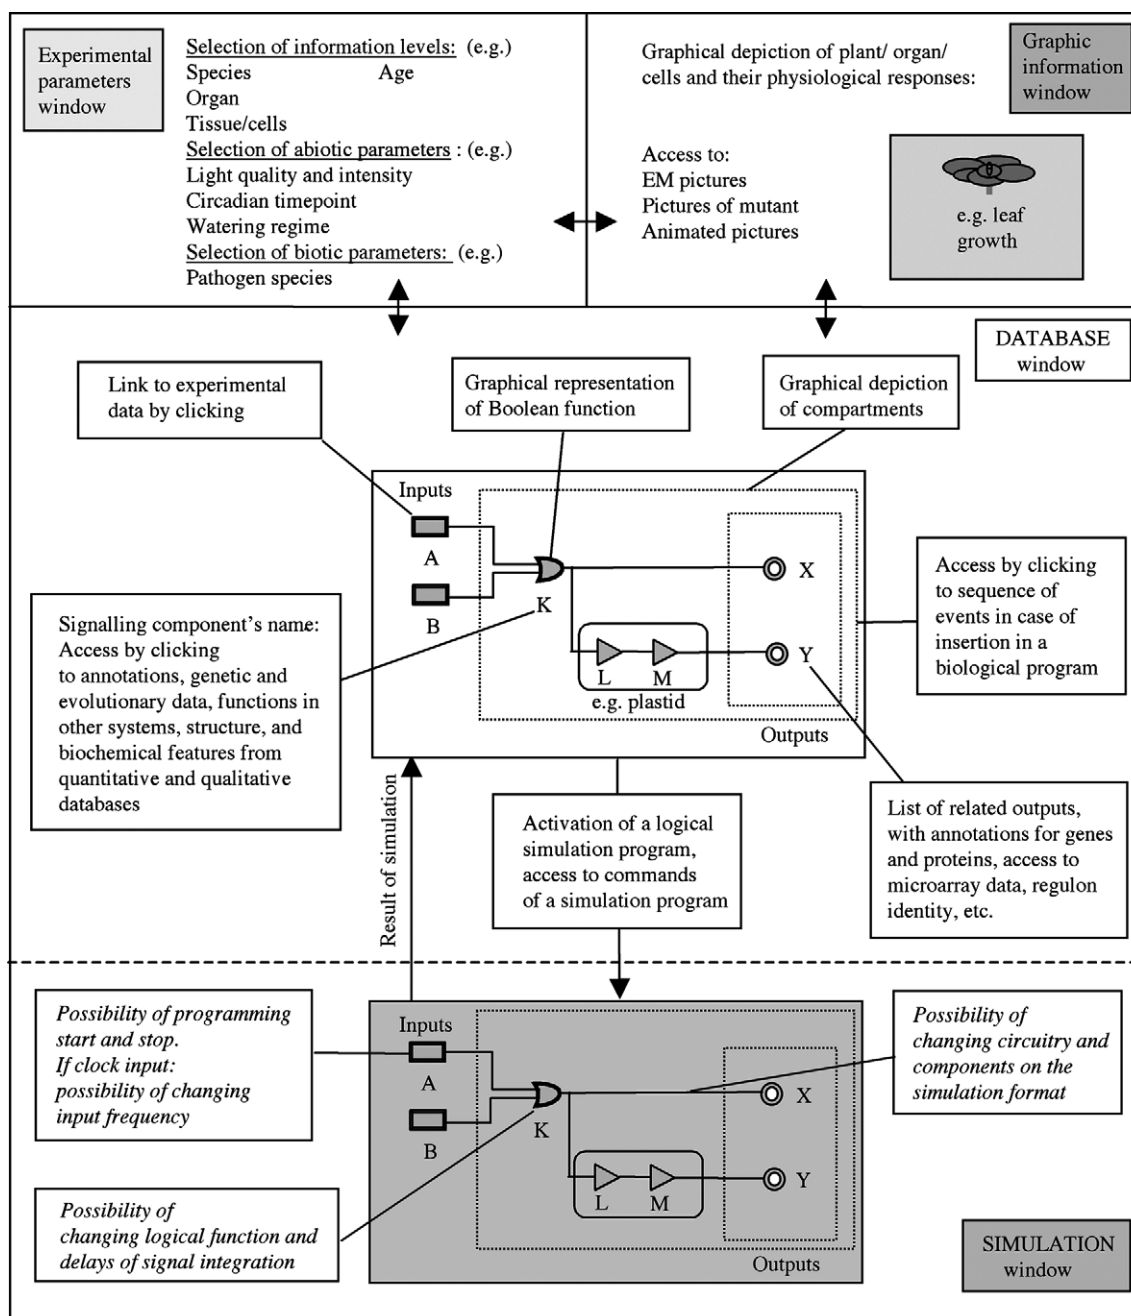 Experimental
parameters
window
Selection of information levels: (e.g.)
Species Age
Organ
Tissue/cells
Selection of abiotic parameters : (e.g.)
Light quality and intensity
Circadian timepoint
Watering regime
Selection of biotic parameters: (e.g.)
Pathogen species
Graphical depiction of plant/ organ/
cells and their physiological responses:
Graphic
information
window
Access to:
EM pictures
Pictures of mutant
Animated pictures
e.g. leaf
growth
DATABASE
window
Link to experimental
data by clicking
Graphical representation
of Boolean function
Graphical depiction
of compartments
Inputs
A
B
K
L
M
e.g. plastid
X
Y
Outputs
Access by clicking
to sequence of
events in case of
insertion in a
biological program
Signalling component's name:
Access by clicking
to annotations, genetic and
evolutionary data, functions in
other systems, structure, and
biochemical features from
quantitative and qualitative
databases
Result of simulation
Activation of a logical
simulation program,
access to commands
of a simulation program
List of related outputs,
with annotations for genes
and proteins, access to
microarray data, regulon
identity, etc.
Possibility of programming
start and stop.
If clock input:
possibility of changing
input frequency
Inputs
A
B
K
L
M
X
Y
Outputs
Possibility of
changing circuitry and
components on the
simulation format
Possibility of
changing logical function and
delays of signal integration
SIMULATION
window